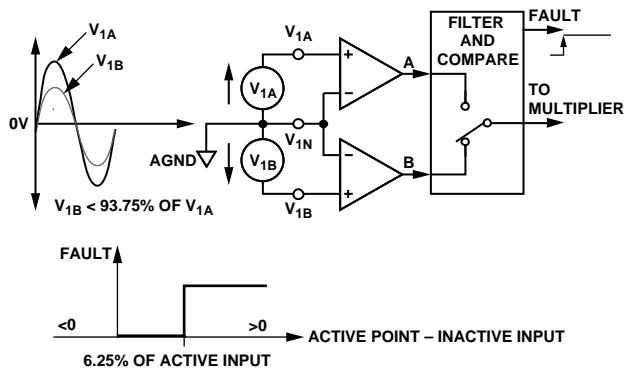 V1A
V1B
0V
V1B < 93.75% OF V1A
V1A
V1A
V1N
AGND
V1B
V1B
+
−
−
+
A
B
FILTER
AND
COMPARE
FAULT
TO
MULTIPLIER
FAULT
<0
>0
ACTIVE POINT – INACTIVE INPUT
6.25% OF ACTIVE INPUT